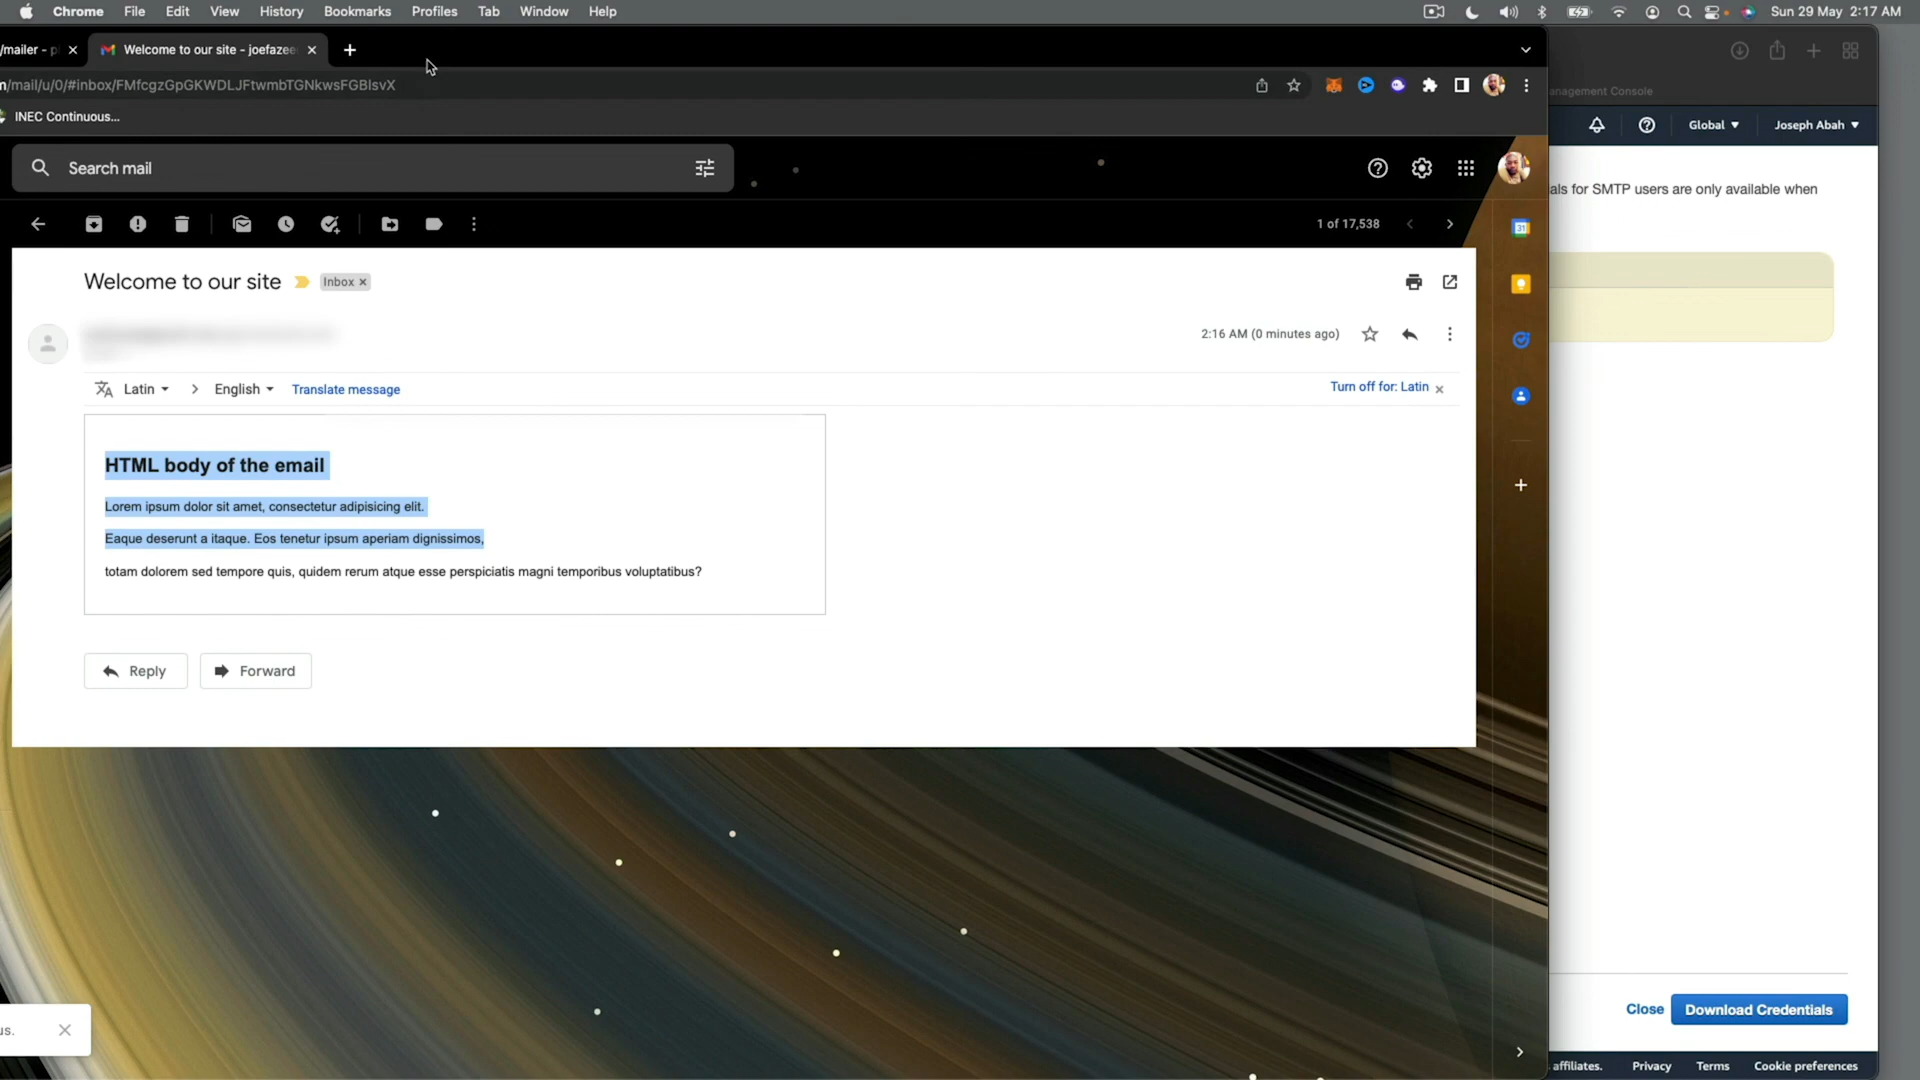 Chrome File Edit View History Bookmarks Profiles Tab Window Help Sun 29 May 2:17 AM
/mailer - p Welcome to our site - joefazee
/mail/u/0/#inbox/FMfcgzGpGKWDLJFtwmbTGNkwsFGBlsvX
anagement Console
INEC Continuous...
Global Joseph Abah
Search mail
als for SMTP users are only available when
1 of 17,538
31
Welcome to our site Inbox x
2:16 AM (0 minutes ago)
Latin > English Translate message Turn off for: Latin x
HTML body of the email
Lorem ipsum dolor sit amet, consectetur adipisicing elit.
Eaque deserunt a itaque. Eos tenetur ipsum aperiam dignissimos,
totam dolorem sed tempore quis, quidem rerum atque esse perspiciatis magni temporibus voluptatibus?
Reply Forward
Close Download Credentials
us.
affiliates. Privacy Terms Cookie preferences